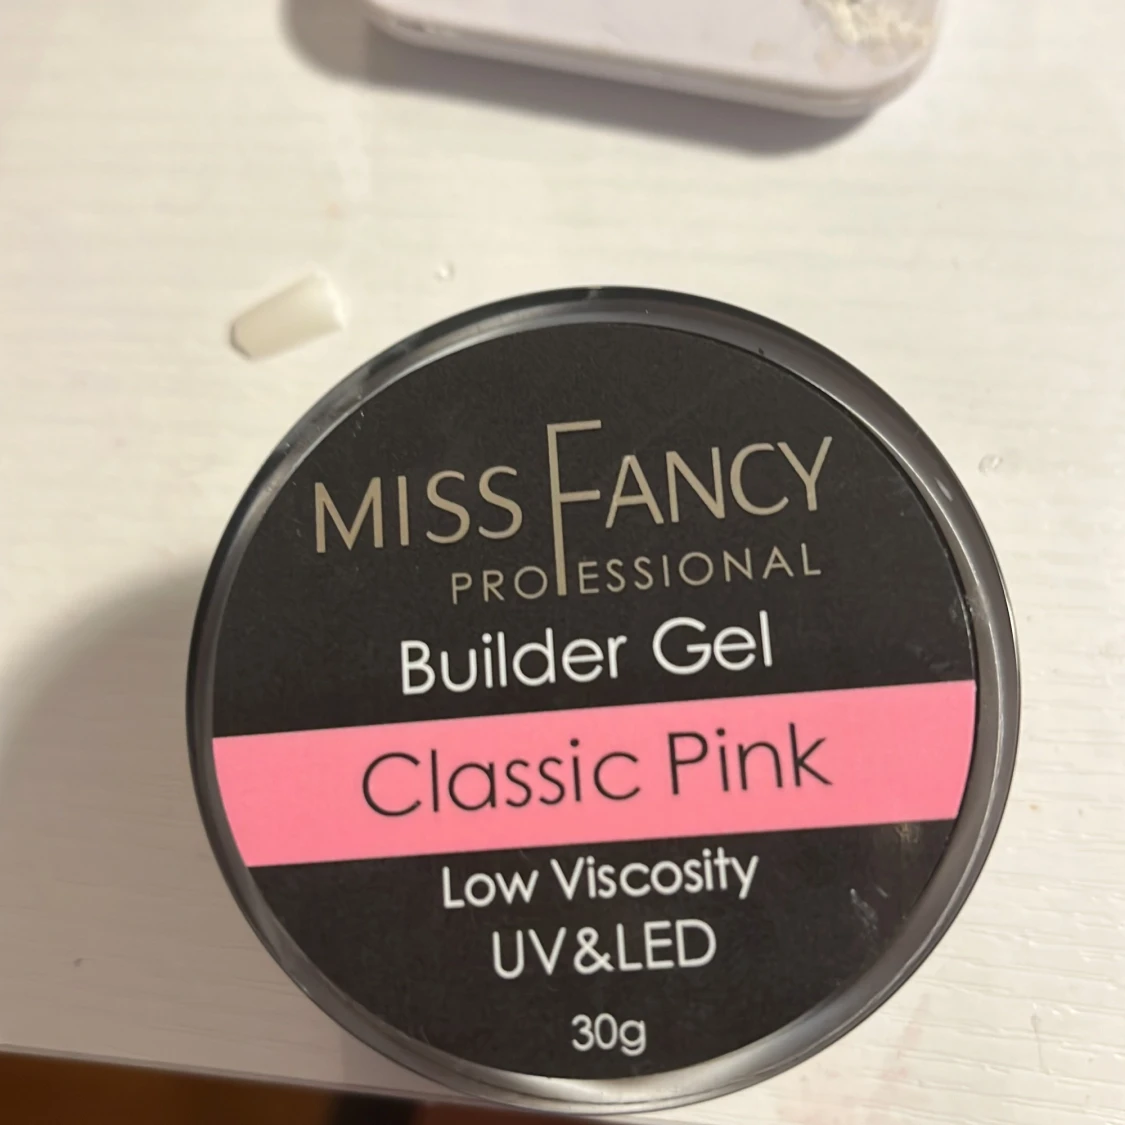 MISS FANCY
PROFESSIONAL
Builder Gel
Classic Pink
Low Viscosity
UV&LED
30g